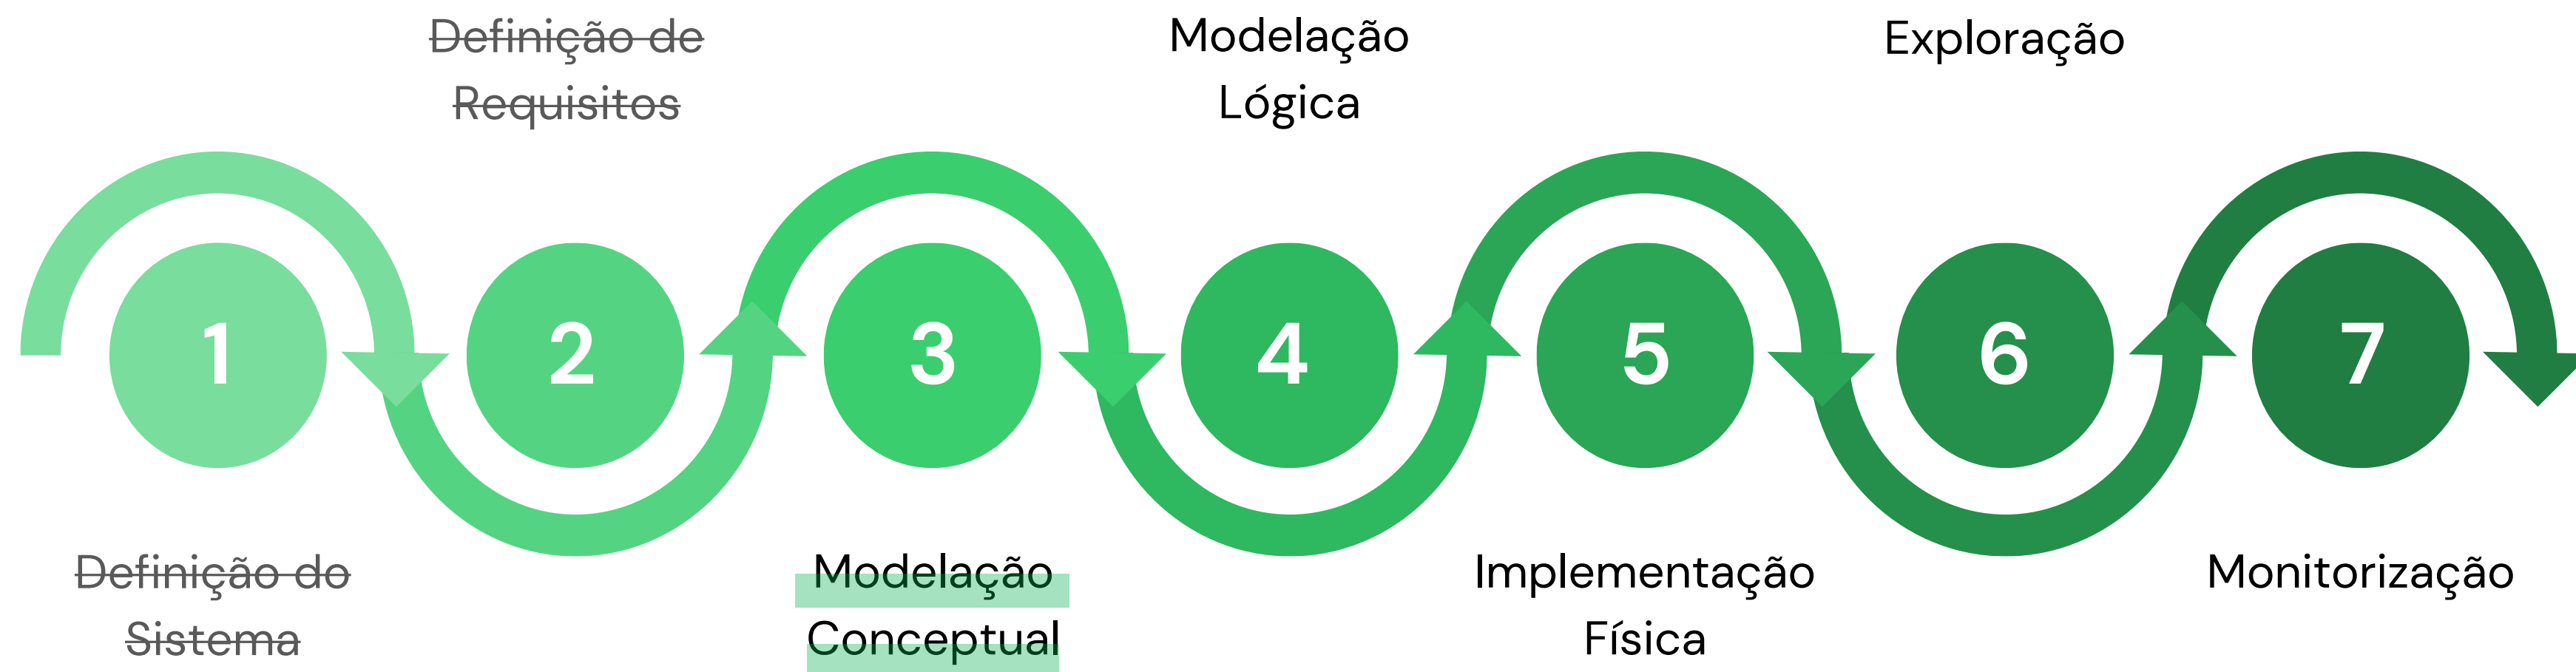 Definição de
Requisitos
Modelação
Lógica
Exploração
1
2
3
4
5
6
7
Definição do
Sistema
Modelação
Conceptual
Implementação
Física
Monitorização